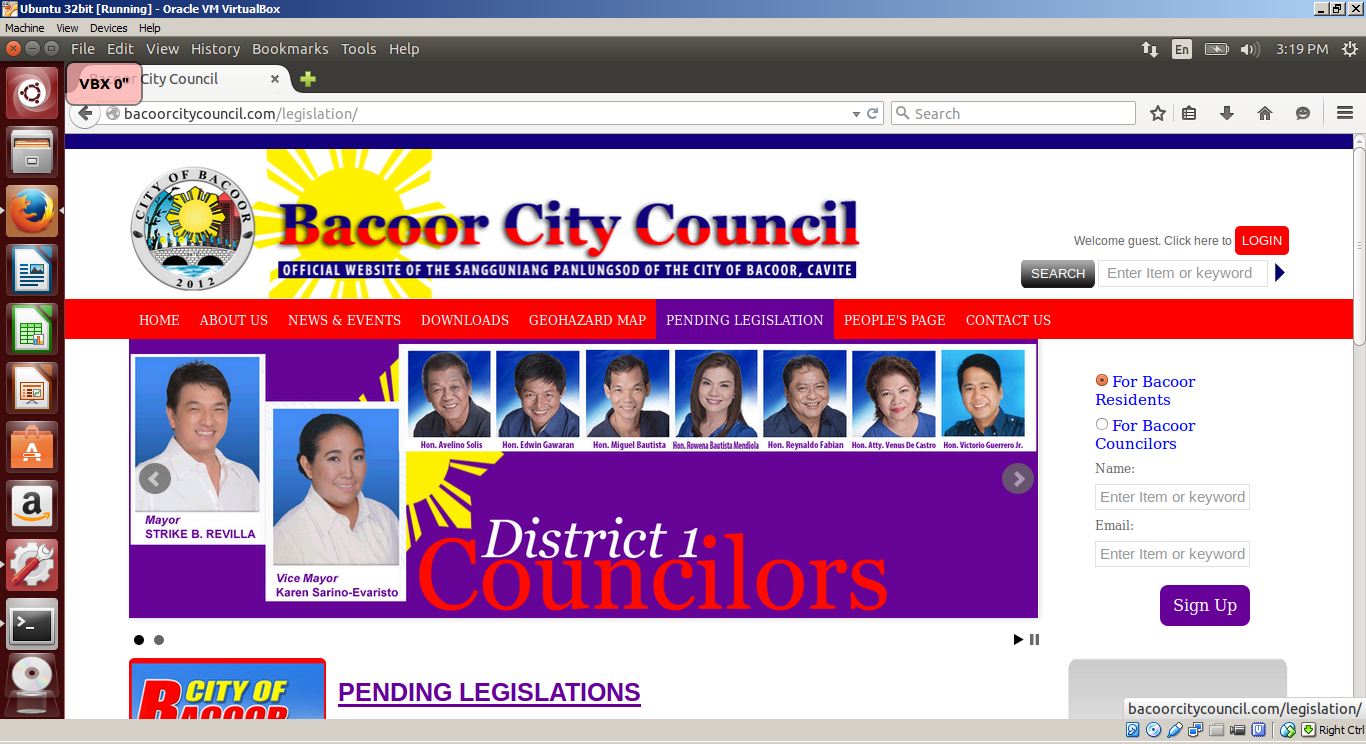 Ubuntu 32bit [Running] - Oracle VM VirtualBox
Machine View Devices Help
File Edit View History Bookmarks Tools Help
En
3:19 PM
VBX 0"
City Council
bacoorcitycouncil.com/legislation/
Search
CITY OF BACOOR
2012
Bacoor City Council
OFFICIAL WEBSITE OF THE SANGGUNIANG PANLUNGSOD OF THE CITY OF BACOOR, CAVITE
Welcome guest. Click here to LOGIN
SEARCH Enter Item or keyword
HOME ABOUT US NEWS & EVENTS DOWNLOADS GEOHAZARD MAP PENDING LEGISLATION PEOPLE'S PAGE CONTACT US
Hon. Avelino Solis Hon. Edwin Gawaran Hon. Miguel Bautista Hon. Rowena Bautista Mendiola Hon. Reynaldo Fabian Hon. Atty. Venus De Castro Hon. Victorio Guerrero Jr.
Mayor
STRIKE B. REVILLA
Vice Mayor
Karen Sarino-Evaristo
District 1
Councilors
For Bacoor
Residents
For Bacoor
Councilors
Name:
Enter Item or keyword
Email:
Enter Item or keyword
Sign Up
CITY OF
BACOOR
PENDING LEGISLATIONS
bacoorcitycouncil.com/legislation/
Right Ctrl